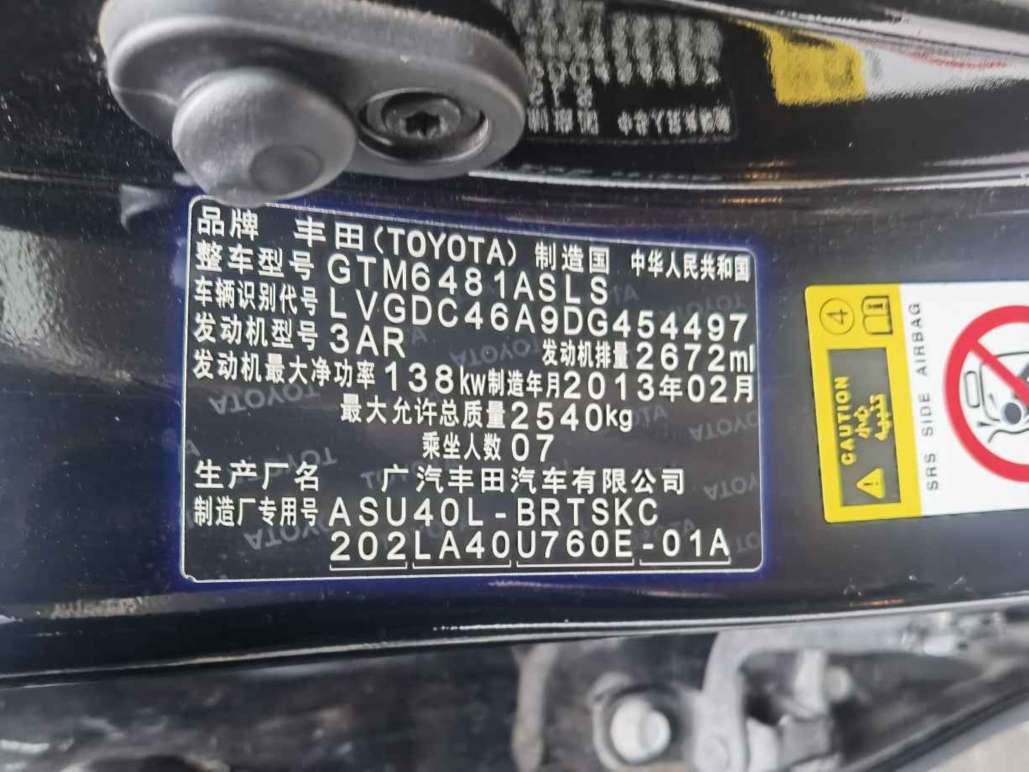 品牌 丰田(TOYOTA) 制造国 中华人民共和国
整车型号 GTM6481ASLS
车辆识别代号 LVGDC46A9DG454497
发动机型号 3AR 发动机排量 2672ml
发动机最大净功率 138kw 制造年月 2013年02月
最大允许总质量 2540kg
乘坐人数 07
生产厂名 广汽丰田汽车有限公司
制造厂专用号 ASU40L-BRTSKC
202LA40U760E-01A
TOYOTA
4
CAUTION
SRS SIDE AIRBAG